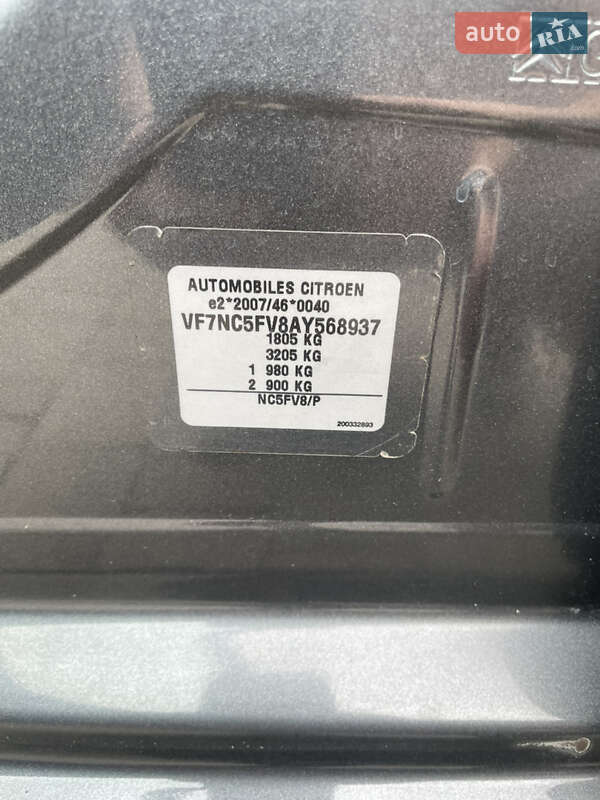 auto RIA .com
AUTOMOBILES CITROEN
e2*2007/46*0040
VF7NC5FV8AY568937
1805 KG
3205 KG
1 980 KG
2 900 KG
NC5FV8/P
200332893